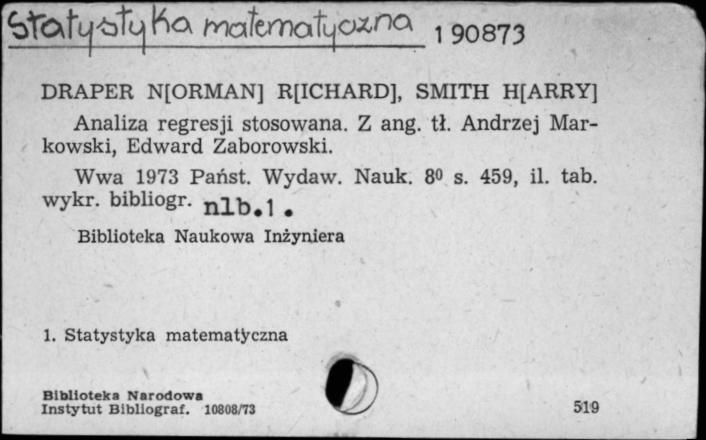 Statystyka matematyczna 190873
DRAPER N[ORMAN] R[ICHARD], SMITH H[ARRY]
Analiza regresji stosowana. Z ang. tł. Andrzej Mar-
kowski, Edward Zaborowski.
Wwa 1973 Państ. Wydaw. Nauk. 8⁰ s. 459, il. tab.
wykr. bibliogr. nlb.1.
Biblioteka Naukowa Inżyniera
1. Statystyka matematyczna
Biblioteka Narodowa
Instytut Bibliograf. 10808/73 519